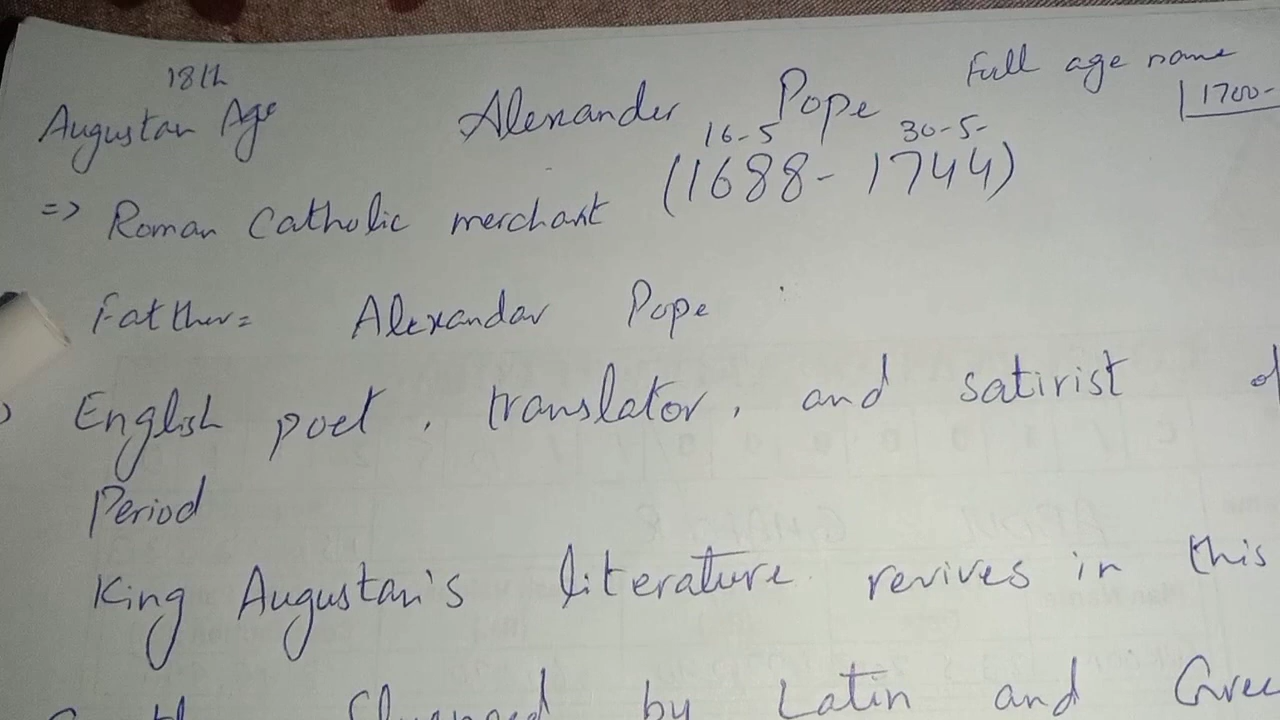 18th
Augustan Age Alexander Pope Full age name
16-5 30-5- 1700-
(1688-1744)
=> Roman Catholic merchant
Father= Alexandar Pope
English poet, translator, and satirist of
Period
King Augustan's literature revives in this
by Latin and